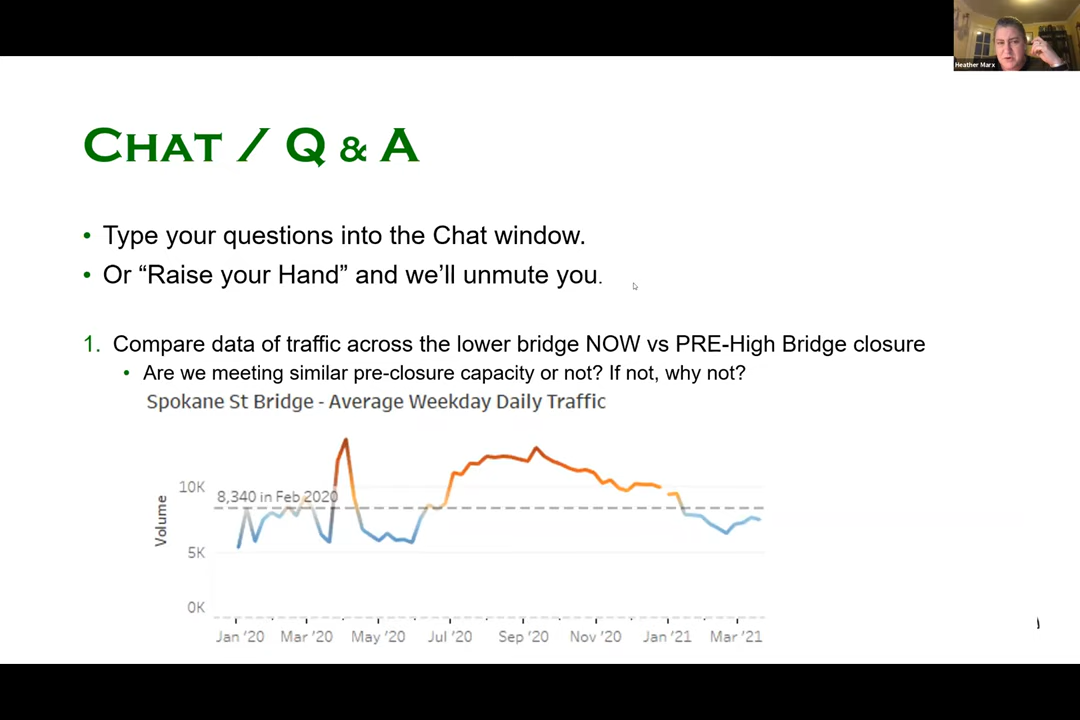 Heather Marx
CHAT / Q & A
• Type your questions into the Chat window.
• Or “Raise your Hand” and we’ll unmute you.
1. Compare data of traffic across the lower bridge NOW vs PRE-High Bridge closure
• Are we meeting similar pre-closure capacity or not? If not, why not?
Spokane St Bridge - Average Weekday Daily Traffic
Volume
10K
8,340 in Feb 2020
5K
0K
Jan '20 Mar '20 May '20 Jul '20 Sep '20 Nov '20 Jan '21 Mar '21